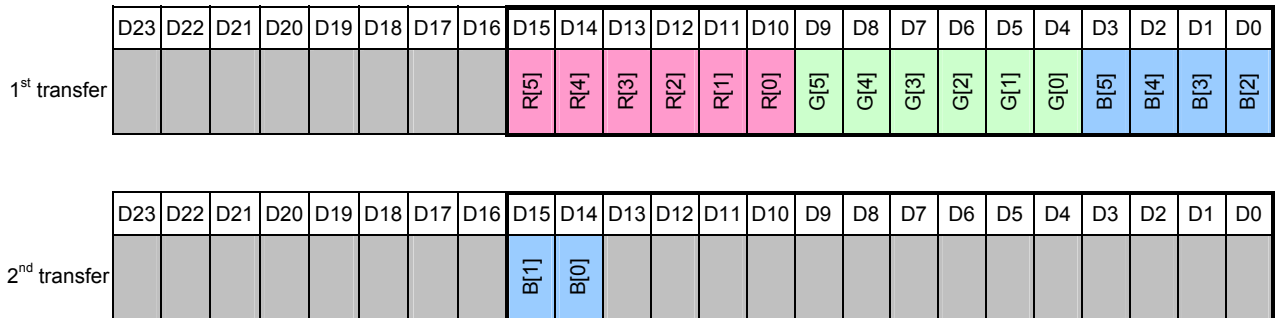 D23 D22 D21 D20 D19 D18 D17 D16 D15 D14 D13 D12 D11 D10 D9 D8 D7 D6 D5 D4 D3 D2 D1 D0
1st transfer R[5] R[4] R[3] R[2] R[1] R[0] G[5] G[4] G[3] G[2] G[1] G[0] B[5] B[4] B[3] B[2]
D23 D22 D21 D20 D19 D18 D17 D16 D15 D14 D13 D12 D11 D10 D9 D8 D7 D6 D5 D4 D3 D2 D1 D0
2nd transfer B[1] B[0]